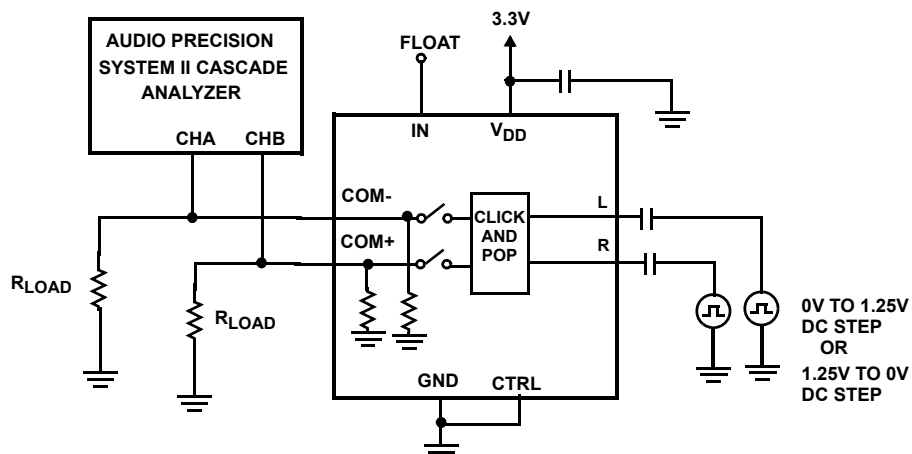 3.3V
AUDIO PRECISION
SYSTEM II CASCADE
ANALYZER
FLOAT
CHA
CHB
IN
VDD
COM-
COM+
CLICK
AND
POP
L
R
RLOAD
RLOAD
0V TO 1.25V
DC STEP
OR
1.25V TO 0V
DC STEP
GND
CTRL